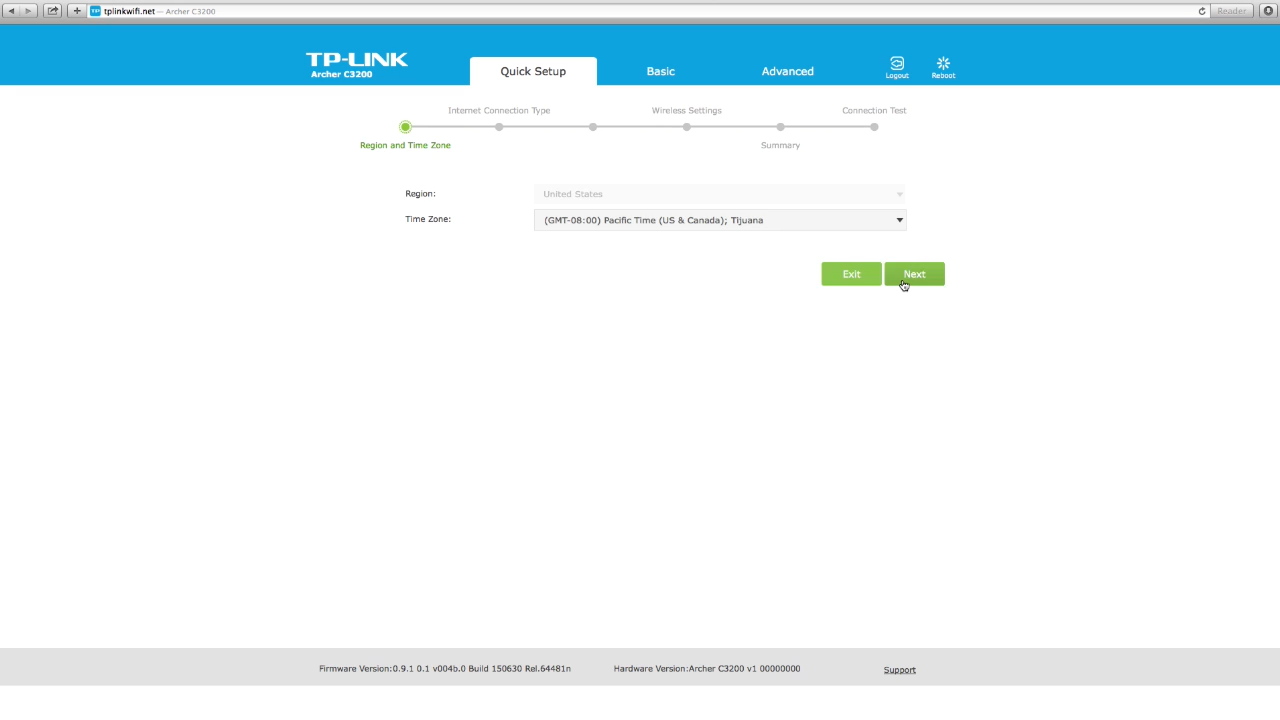 tplinkwifi.net — Archer C3200
Reader
TP-LINK
Archer C3200
Quick Setup
Basic
Advanced
Logout
Reboot
Internet Connection Type
Wireless Settings
Connection Test
Region and Time Zone
Summary
Region:
United States
Time Zone:
(GMT-08:00) Pacific Time (US & Canada); Tijuana
Exit
Next
Firmware Version:0.9.1 0.1 v004b.0 Build 150630 Rel.64481n
Hardware Version:Archer C3200 v1 00000000
Support